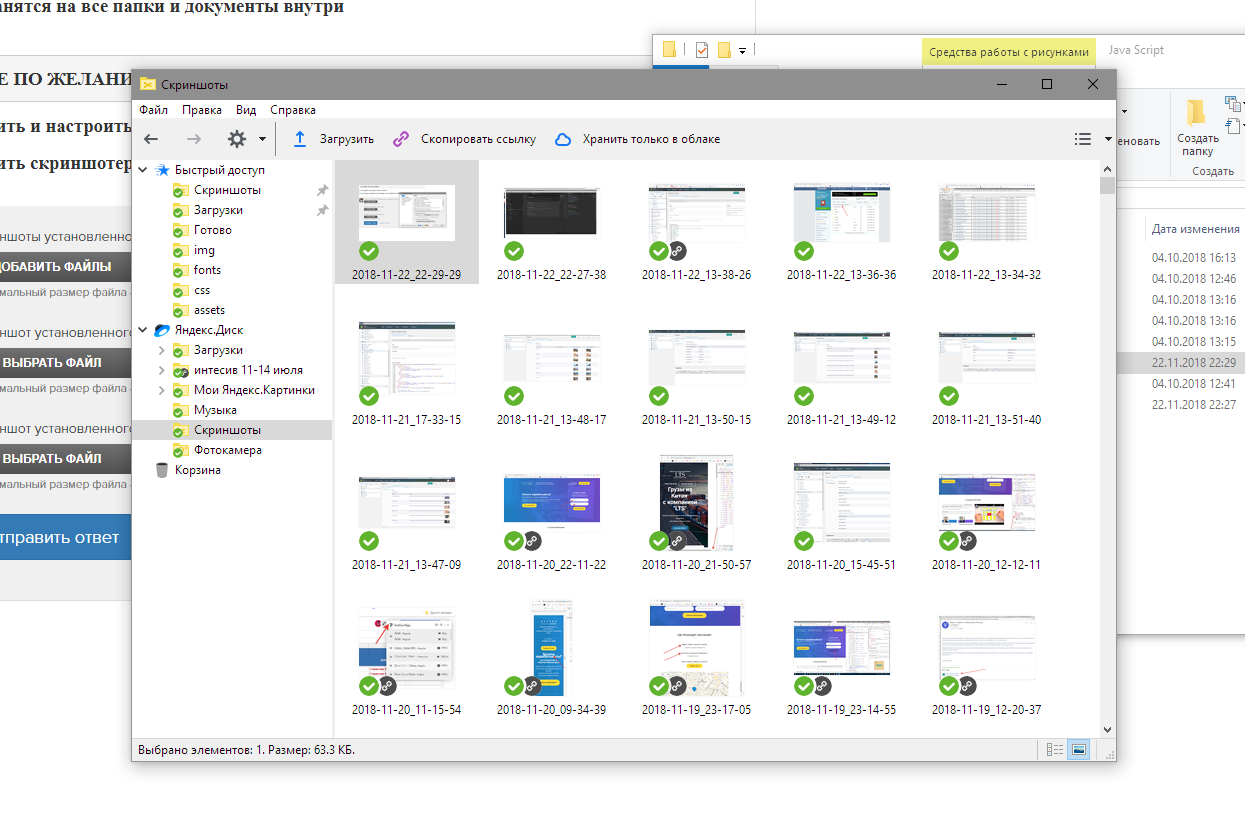 анятся на все папки и документы внутри
Е ПО ЖЕЛАНИ
ить и настроить
ить скриншотер
ншоты установленно
ОБАВИТЬ ФАЙЛЫ
мальный размер файла
ншот установленного
ВЫБРАТЬ ФАЙЛ
мальный размер файла
ншот установленного
ВЫБРАТЬ ФАЙЛ
мальный размер файла
тправить ответ
Средства работы с рисунками
Java Script
еновать
Создать
папку
Создать
Дата изменения
04.10.2018 16:13
04.10.2018 12:46
04.10.2018 13:16
04.10.2018 13:16
04.10.2018 13:15
22.11.2018 22:29
04.10.2018 12:41
22.11.2018 22:27
Скриншоты
Файл Правка Вид Справка
Загрузить Скопировать ссылку Хранить только в облаке
Быстрый доступ
Скриншоты
Загрузки
Готово
img
fonts
css
assets
Яндекс.Диск
Загрузки
интесив 11-14 июля
Мои Яндекс.Картинки
Музыка
Скриншоты
Фотокамера
Корзина
2018-11-22_22-29-29 2018-11-22_22-27-38 2018-11-22_13-38-26 2018-11-22_13-36-36 2018-11-22_13-34-32
2018-11-21_17-33-15 2018-11-21_13-48-17 2018-11-21_13-50-15 2018-11-21_13-49-12 2018-11-21_13-51-40
LTS
Грузы из
Китая
с компанией
"LTS"
2018-11-21_13-47-09 2018-11-20_22-11-22 2018-11-20_21-50-57 2018-11-20_15-45-51 2018-11-20_12-12-11
2018-11-20_11-15-54 2018-11-20_09-34-39 2018-11-19_23-17-05 2018-11-19_23-14-55 2018-11-19_12-20-37
Выбрано элементов: 1. Размер: 63.3 КБ.